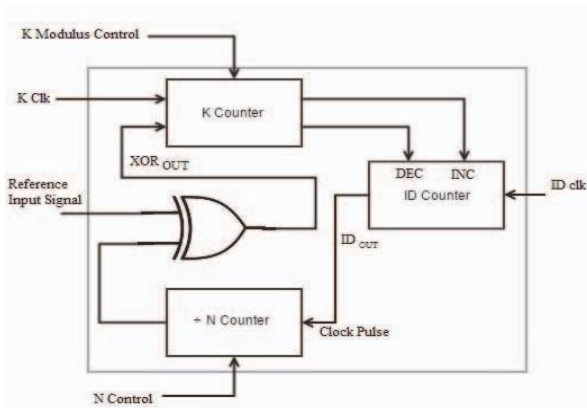 K Modulus Control
K Clk
K Counter
XOR OUT
DEC
INC
Reference
Input Signal
ID Counter
ID clk
ID OUT
÷ N Counter
Clock Pulse
N Control